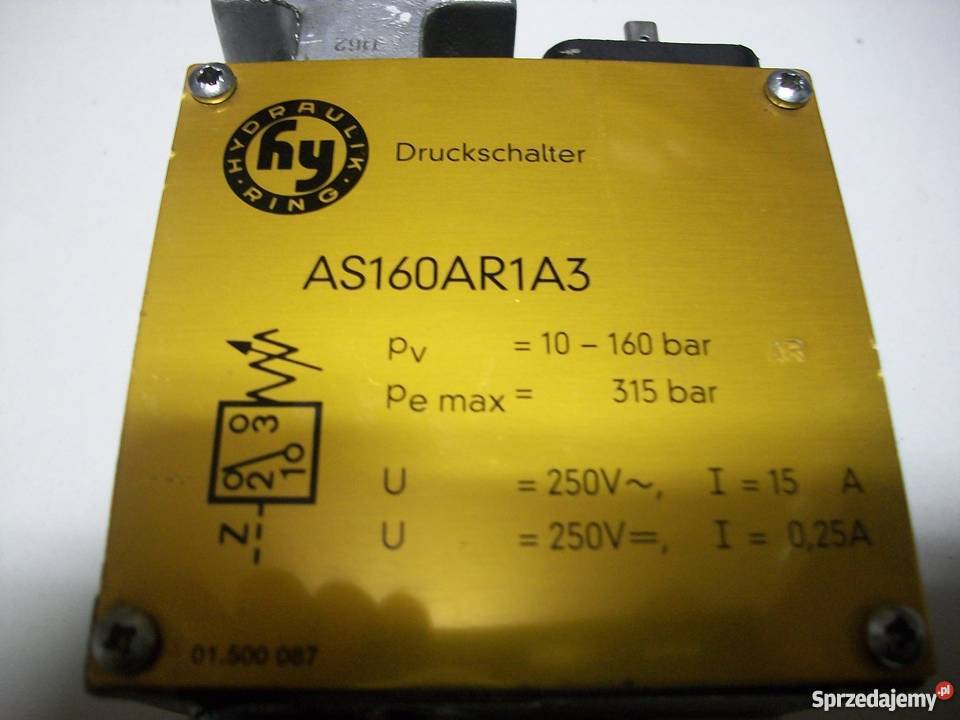 1162
HYDRAULIK · RING ·
hy
Druckschalter
AS160AR1A3
pv = 10 – 160 bar
pe max = 315 bar
3
2
1
Z
U = 250V~, I = 15 A
U = 250V⎓, I = 0,25A
01.500 087
Sprzedajemy.pl